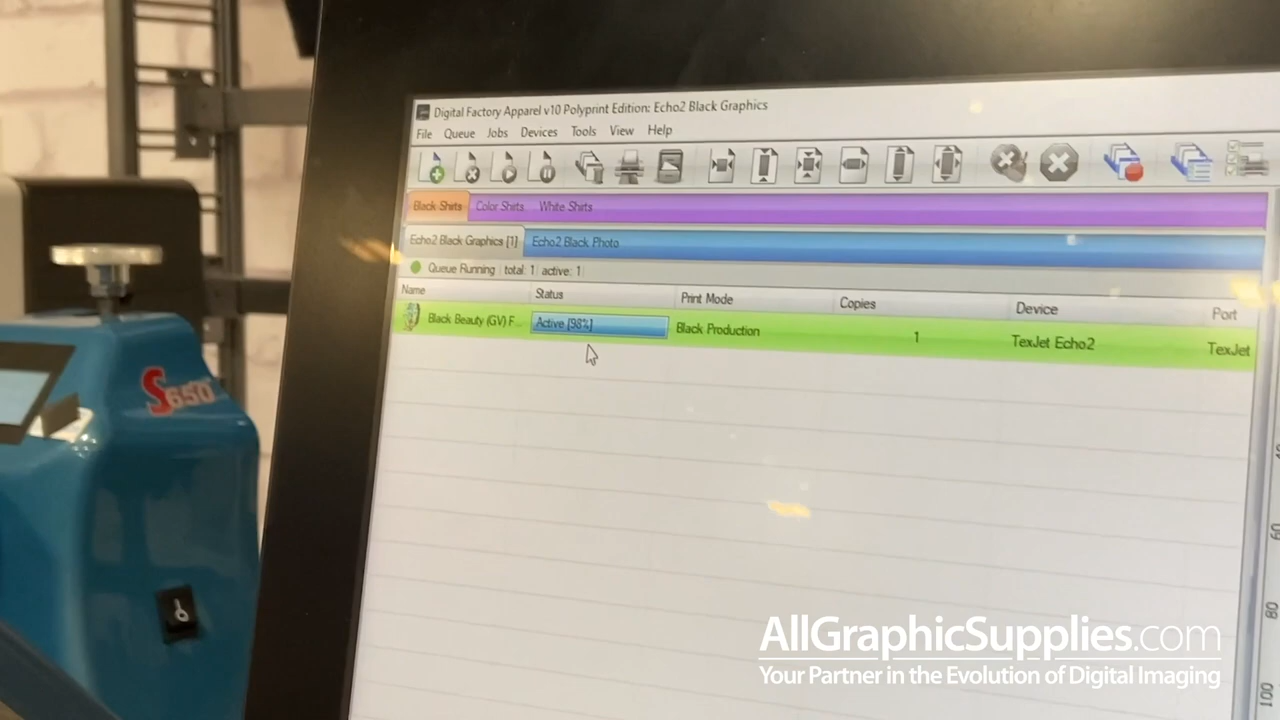 Digital Factory Apparel v10 Polyprint Edition: Echo2 Black Graphics
File Queue Jobs Devices Tools View Help
Black Shirts Color Shirts White Shirts
Echo2 Black Graphics [1] Echo2 Black Photo
Queue Running total: 1 active: 1
Name Status Print Mode Copies Device Port
Black Beauty (GV) F... Active [98%] Black Production 1 TexJet Echo2 TexJet
S650
60
80
100
AllGraphicSupplies.com
Your Partner in the Evolution of Digital Imaging